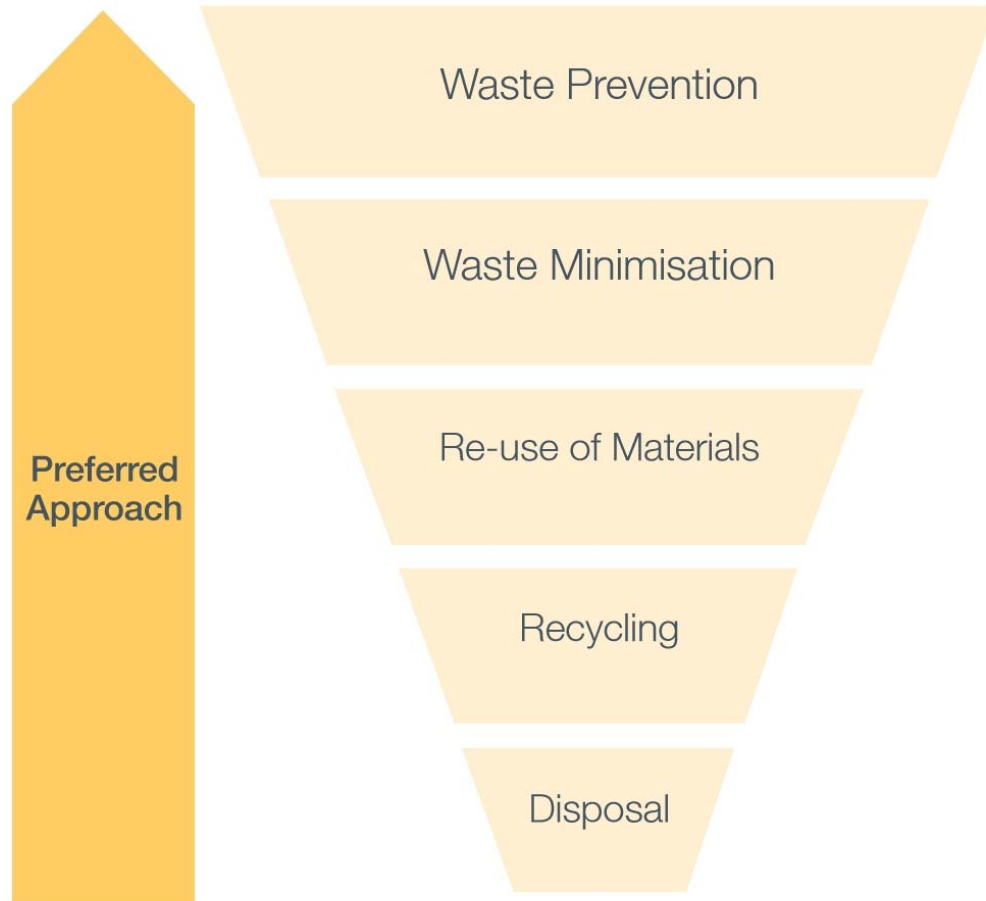 Waste Prevention
Waste Minimisation
Re-use of Materials
Recycling
Disposal
Preferred
Approach